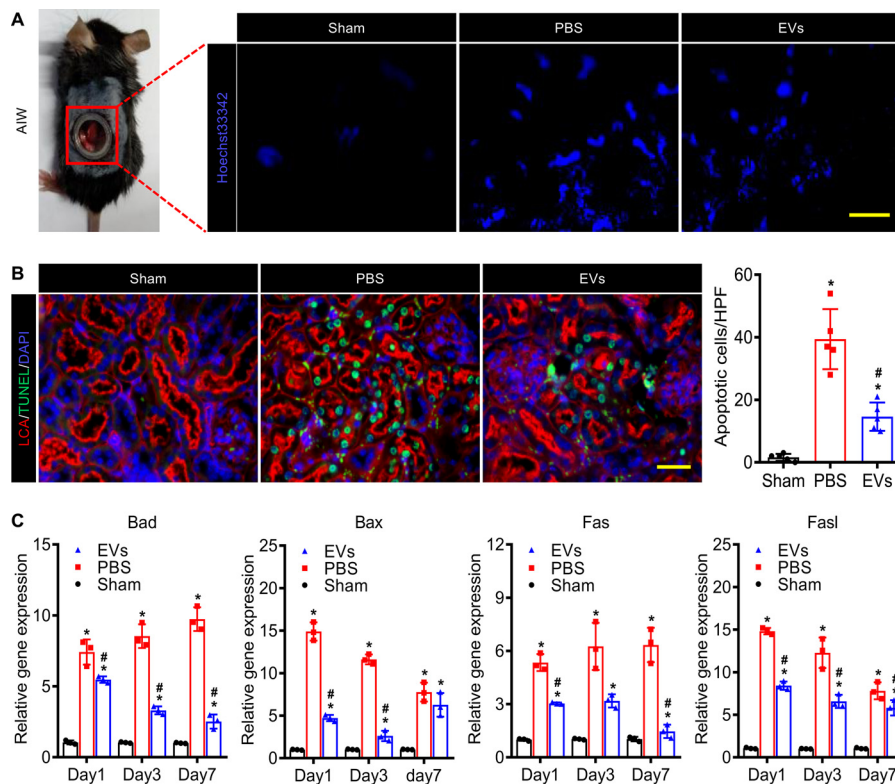 A
AIW
Hoechst33342
Sham PBS EVs
B
LCA/TUNEL/DAPI
Sham PBS EVs
Apoptotic cells/HPF
60
40
20
0
*
#
*
Sham PBS EVs
C
Bad
Relative gene expression
15
10
5
0
EVs
PBS
Sham
* # * * # * * # *
Day1 Day3 Day7
Bax
Relative gene expression
25
20
15
10
5
0
EVs
PBS
Sham
* # * * # * * *
Day1 Day3 day7
Fas
Relative gene expression
12
9
6
3
0
EVs
PBS
Sham
* # * * * * # *
Day1 Day3 Day7
Fasl
Relative gene expression
25
20
15
10
5
0
EVs
PBS
Sham
* # * * # * * # *
Day1 Day3 Day7